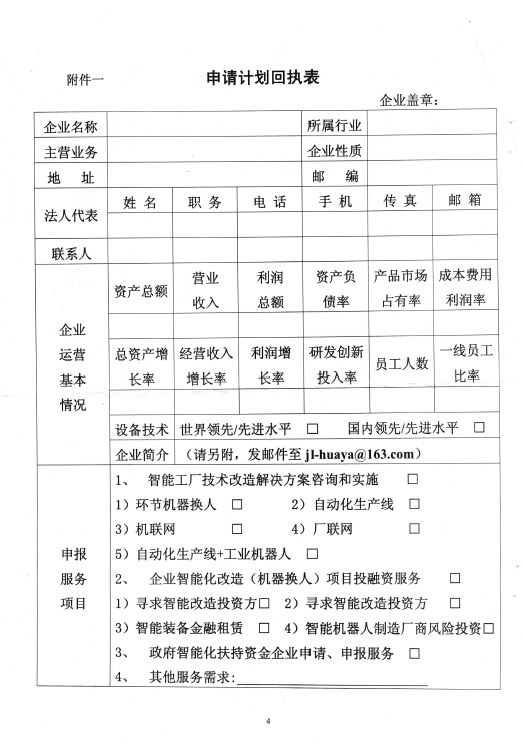 附件一
申请计划回执表
企业盖章：
企业名称 所属行业
主营业务 企业性质
地 址 邮 编
法人代表 姓 名 职 务 电 话 手 机 传 真 邮 箱
联系人
企业
运营
基本
情况
资产总额 营业收入 利润总额 资产负债率 产品市场占有率 成本费用利润率
总资产增长率 经营收入增长率 利润增长率 研发创新投入率 员工人数 一线员工比率
设备技术 世界领先/先进水平 □ 国内领先/先进水平 □
企业简介 （请另附，发邮件至 jl-huaya@163.com）
申报
服务
项目
1、 智能工厂技术改造解决方案咨询和实施 □
1）环节机器换人 □ 2）自动化生产线 □
3）机联网 □ 4）厂联网 □
5）自动化生产线+工业机器人 □
2、 企业智能化改造（机器换人）项目投融资服务 □
1）寻求智能改造投资方□ 2）寻求智能改造投资方 □
3）智能装备金融租赁 □ 4）智能机器人制造厂商风险投资□
3、 政府智能化扶持资金企业申请、申报服务 □
4、 其他服务需求：
4